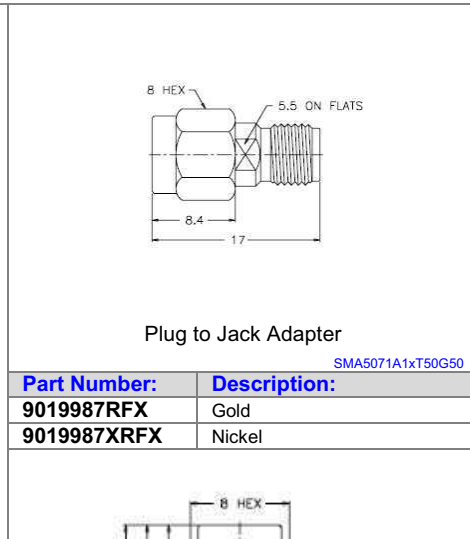 8 HEX
5.5 ON FLATS
8.4
17
Plug to Jack Adapter
SMA5071A1xT50G50
Part Number: Description:
9019987RFX Gold
9019987XRFX Nickel
8 HEX